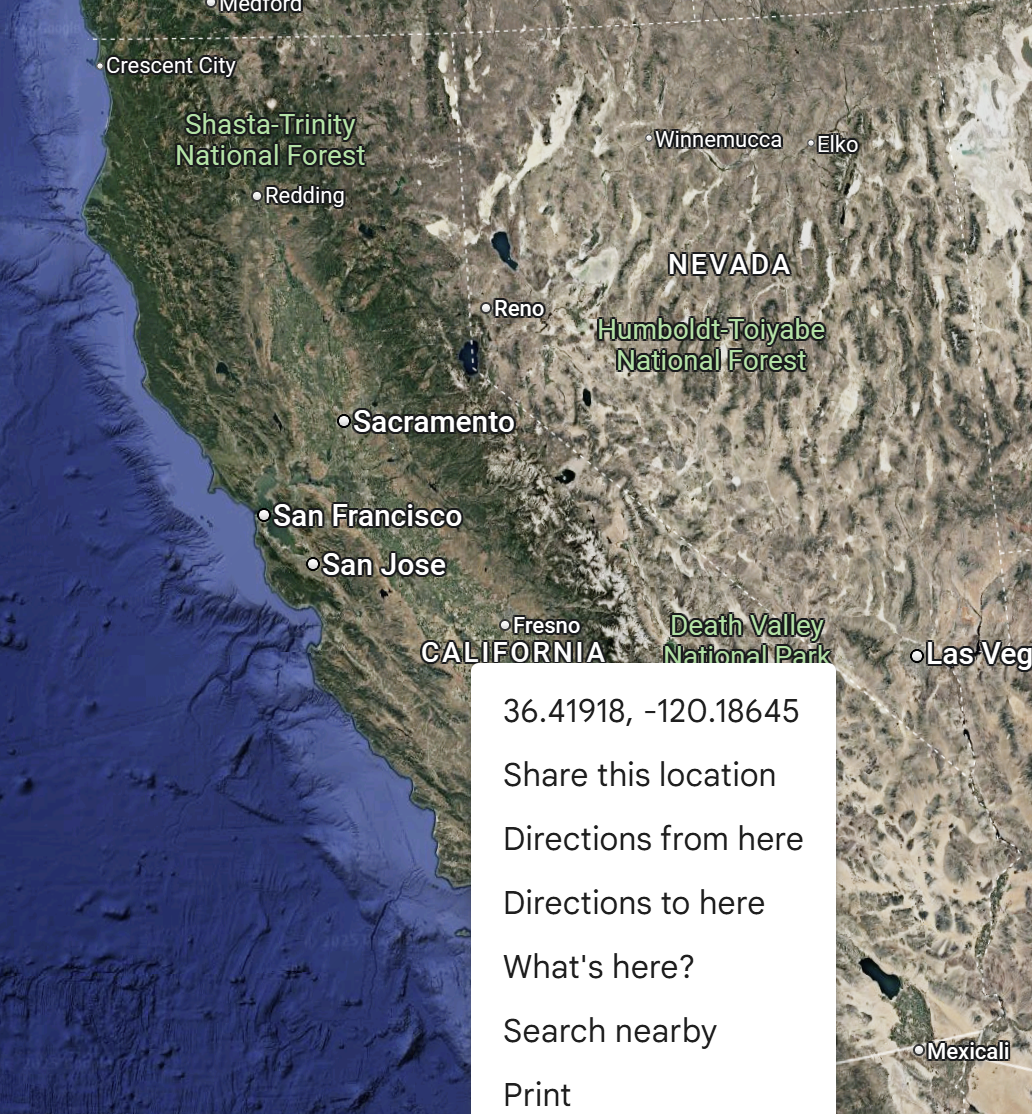 Medford
Crescent City
Shasta-Trinity
National Forest
Winnemucca
Elko
Redding
NEVADA
Reno
Humboldt-Toiyabe
National Forest
Sacramento
San Francisco
San Jose
Fresno
Death Valley
National Park
CALIFORNIA
Las Veg
36.41918, -120.18645
Share this location
Directions from here
Directions to here
What's here?
Search nearby
Print
Mexicali